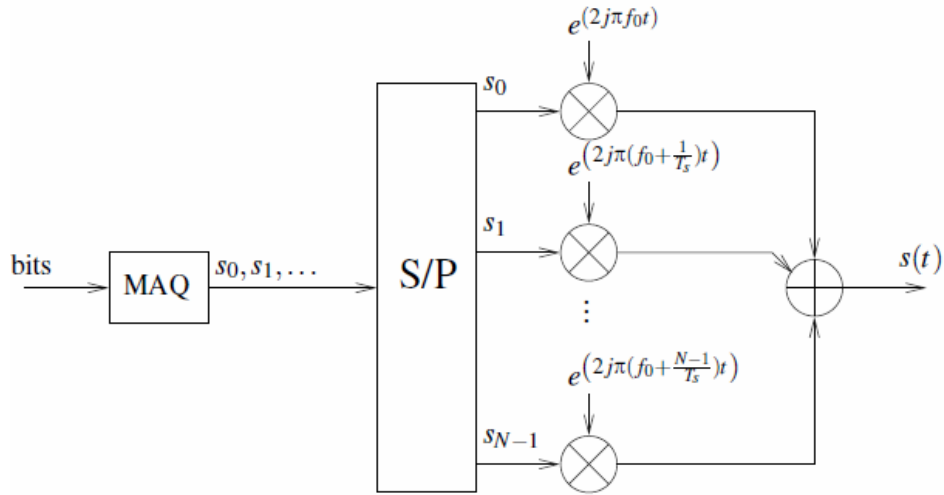 e^(2jπf₀t)
s₀
e^(2jπ(f₀+1/Tₛ)t)
s₁
bits
MAQ
s₀, s₁, ...
S/P
s(t)
⋮
e^(2jπ(f₀+(N−1)/Tₛ)t)
s_{N−1}